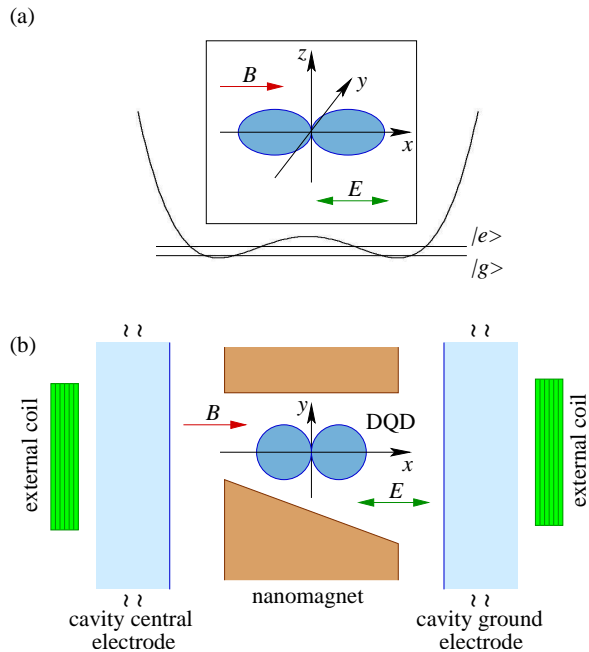 (a)
z
B
y
x
E
|e>
|g>
(b)
~ ~
~ ~
external coil
B
y
DQD
x
E
external coil
nanomagnet
~ ~
~ ~
cavity central
electrode
cavity ground
electrode